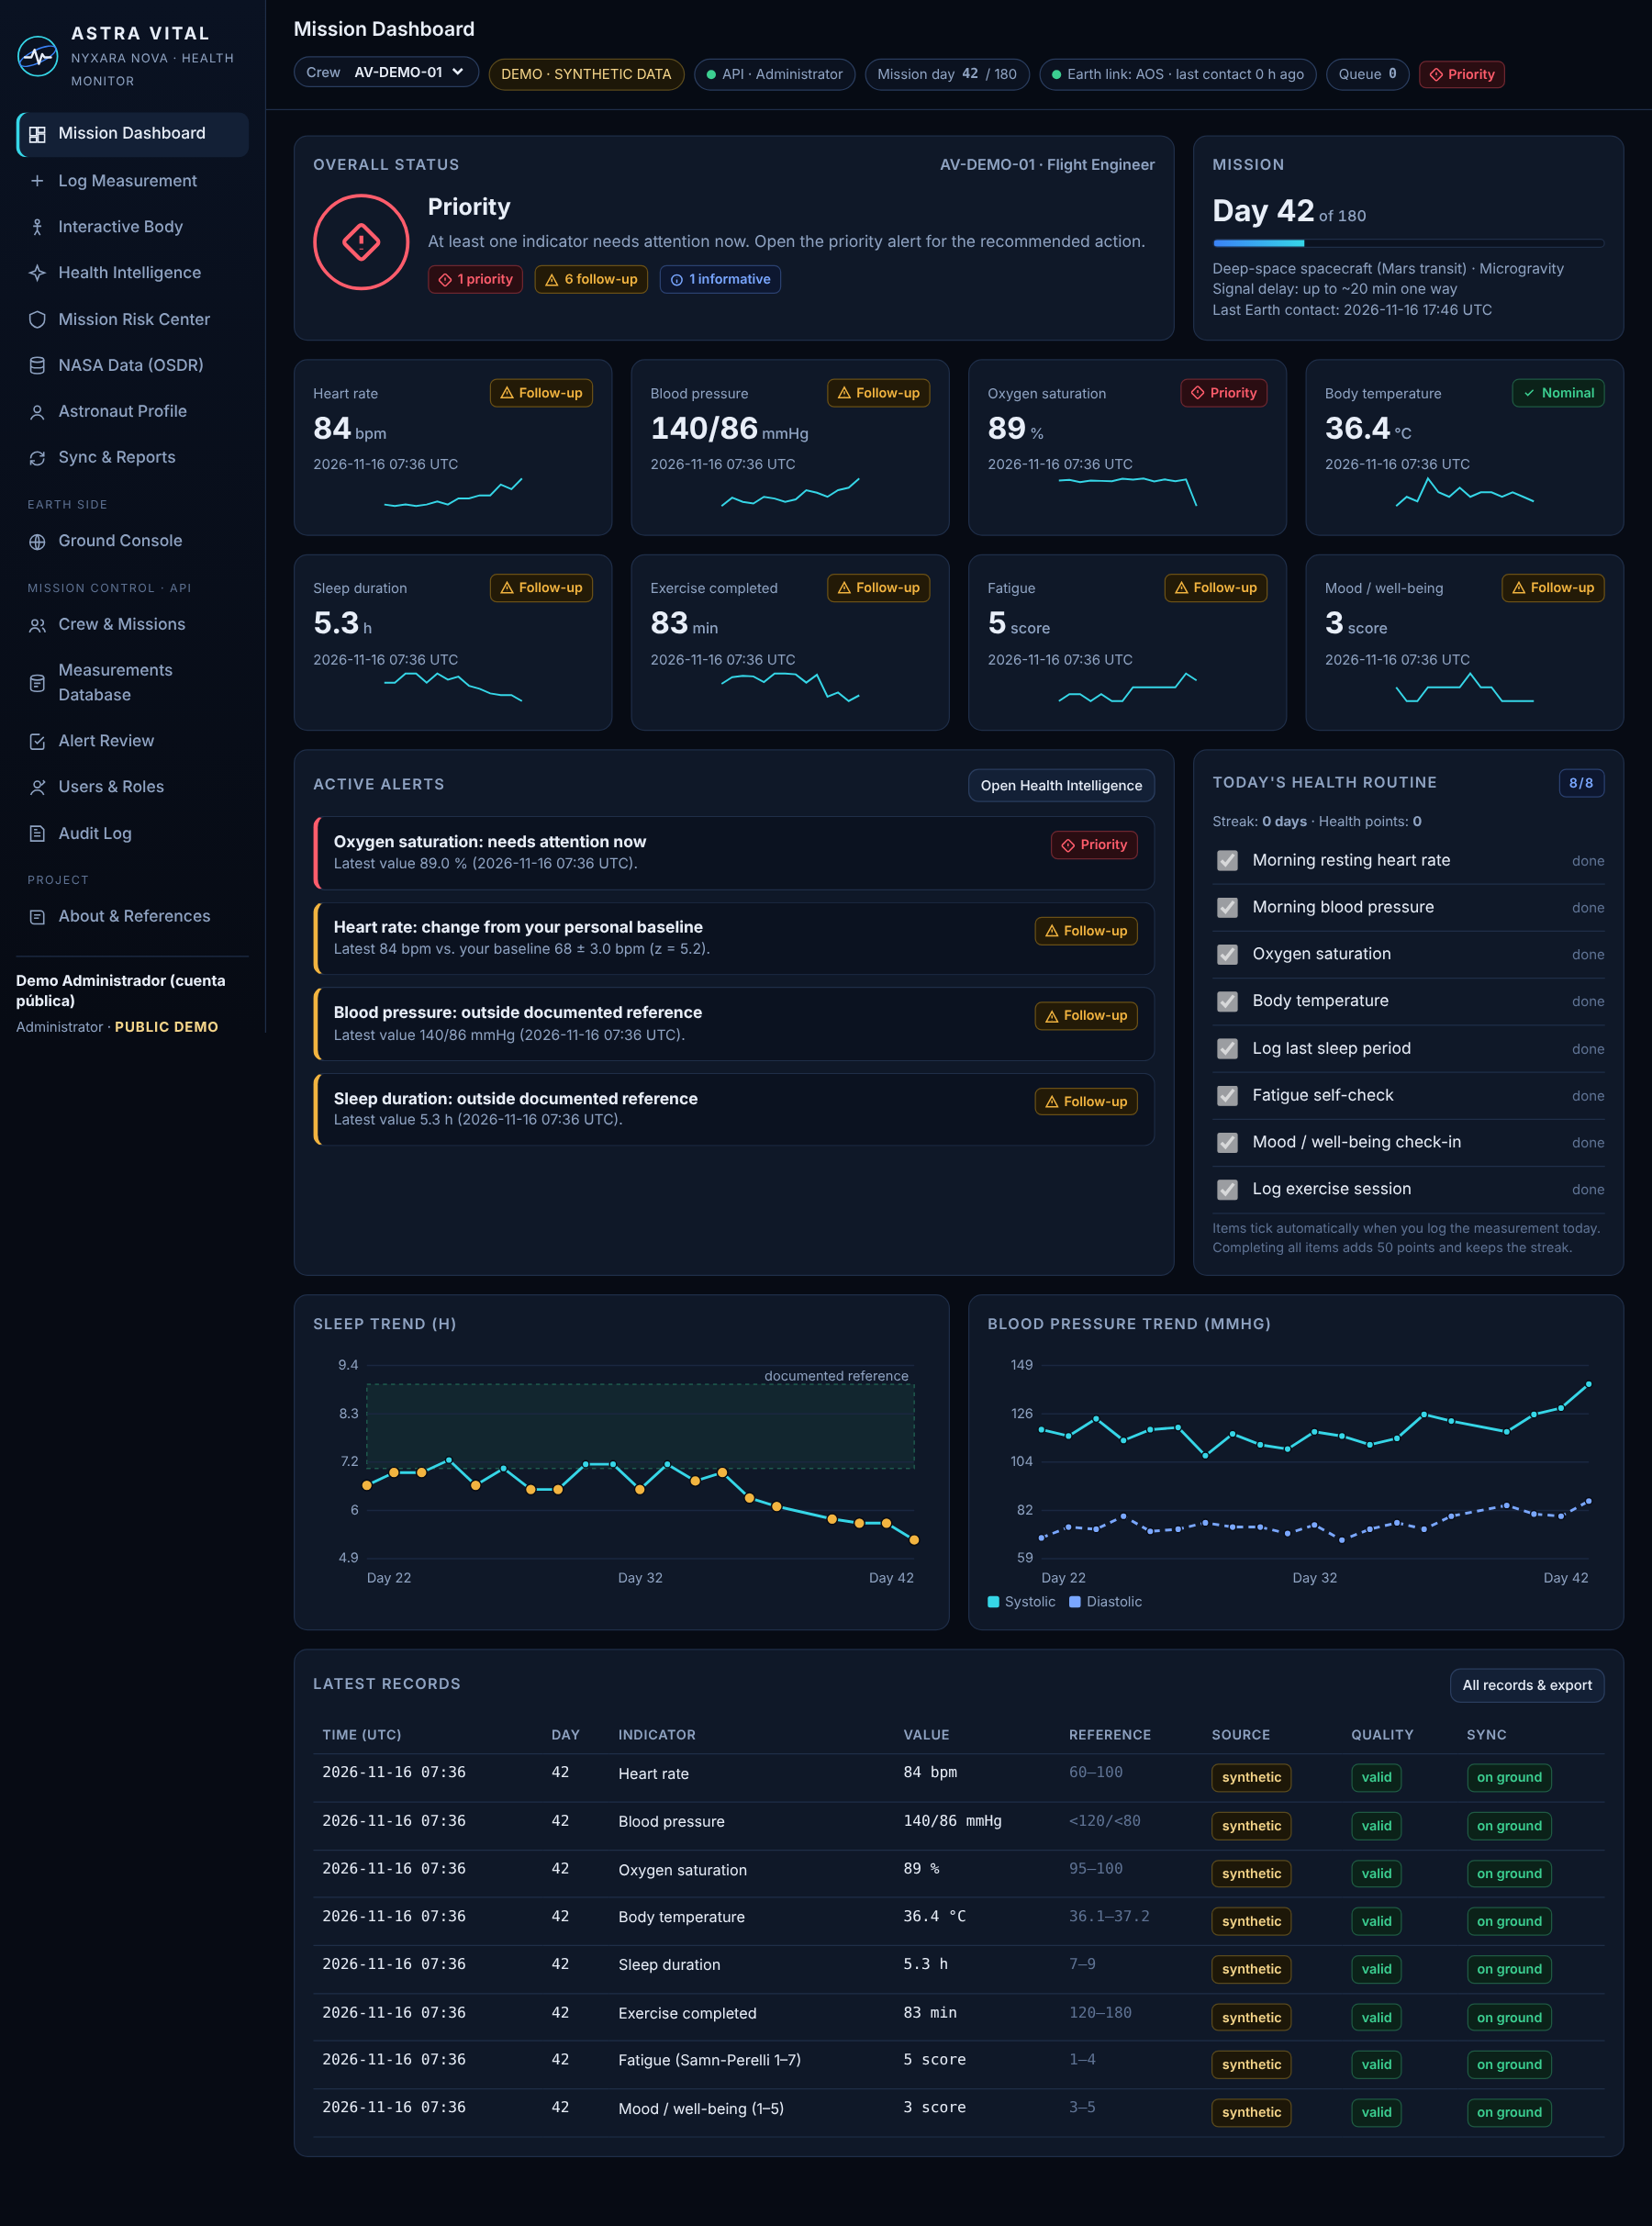 ASTRA VITAL
NYXARA NOVA · HEALTH
MONITOR
Mission Dashboard
Log Measurement
Interactive Body
Health Intelligence
Mission Risk Center
NASA Data (OSDR)
Astronaut Profile
Sync & Reports
EARTH SIDE
Ground Console
MISSION CONTROL · API
Crew & Missions
Measurements
Database
Alert Review
Users & Roles
Audit Log
PROJECT
About & References
Demo Administrador (cuenta
pública)
Administrator · PUBLIC DEMO
Mission Dashboard
Crew AV-DEMO-01 DEMO · SYNTHETIC DATA API · Administrator Mission day 42 / 180 Earth link: AOS · last contact 0 h ago Queue 0 Priority
OVERALL STATUS AV-DEMO-01 · Flight Engineer
Priority
At least one indicator needs attention now. Open the priority alert for the recommended action.
1 priority 6 follow-up 1 informative
MISSION
Day 42 of 180
Deep-space spacecraft (Mars transit) · Microgravity
Signal delay: up to ~20 min one way
Last Earth contact: 2026-11-16 17:46 UTC
Heart rate Follow-up
84 bpm
2026-11-16 07:36 UTC
Blood pressure Follow-up
140/86 mmHg
2026-11-16 07:36 UTC
Oxygen saturation Priority
89 %
2026-11-16 07:36 UTC
Body temperature Nominal
36.4 °C
2026-11-16 07:36 UTC
Sleep duration Follow-up
5.3 h
2026-11-16 07:36 UTC
Exercise completed Follow-up
83 min
2026-11-16 07:36 UTC
Fatigue Follow-up
5 score
2026-11-16 07:36 UTC
Mood / well-being Follow-up
3 score
2026-11-16 07:36 UTC
ACTIVE ALERTS Open Health Intelligence
Oxygen saturation: needs attention now Priority
Latest value 89.0 % (2026-11-16 07:36 UTC).
Heart rate: change from your personal baseline Follow-up
Latest 84 bpm vs. your baseline 68 ± 3.0 bpm (z = 5.2).
Blood pressure: outside documented reference Follow-up
Latest value 140/86 mmHg (2026-11-16 07:36 UTC).
Sleep duration: outside documented reference Follow-up
Latest value 5.3 h (2026-11-16 07:36 UTC).
TODAY'S HEALTH ROUTINE 8/8
Streak: 0 days · Health points: 0
Morning resting heart rate done
Morning blood pressure done
Oxygen saturation done
Body temperature done
Log last sleep period done
Fatigue self-check done
Mood / well-being check-in done
Log exercise session done
Items tick automatically when you log the measurement today.
Completing all items adds 50 points and keeps the streak.
SLEEP TREND (H)
documented reference
9.4
8.3
7.2
6
4.9
Day 22 Day 32 Day 42
BLOOD PRESSURE TREND (MMHG)
149
126
104
82
59
Day 22 Day 32 Day 42
Systolic Diastolic
LATEST RECORDS All records & export
TIME (UTC) DAY INDICATOR VALUE REFERENCE SOURCE QUALITY SYNC
2026-11-16 07:36 42 Heart rate 84 bpm 60–100 synthetic valid on ground
2026-11-16 07:36 42 Blood pressure 140/86 mmHg <120/<80 synthetic valid on ground
2026-11-16 07:36 42 Oxygen saturation 89 % 95–100 synthetic valid on ground
2026-11-16 07:36 42 Body temperature 36.4 °C 36.1–37.2 synthetic valid on ground
2026-11-16 07:36 42 Sleep duration 5.3 h 7–9 synthetic valid on ground
2026-11-16 07:36 42 Exercise completed 83 min 120–180 synthetic valid on ground
2026-11-16 07:36 42 Fatigue (Samn-Perelli 1–7) 5 score 1–4 synthetic valid on ground
2026-11-16 07:36 42 Mood / well-being (1–5) 3 score 3–5 synthetic valid on ground